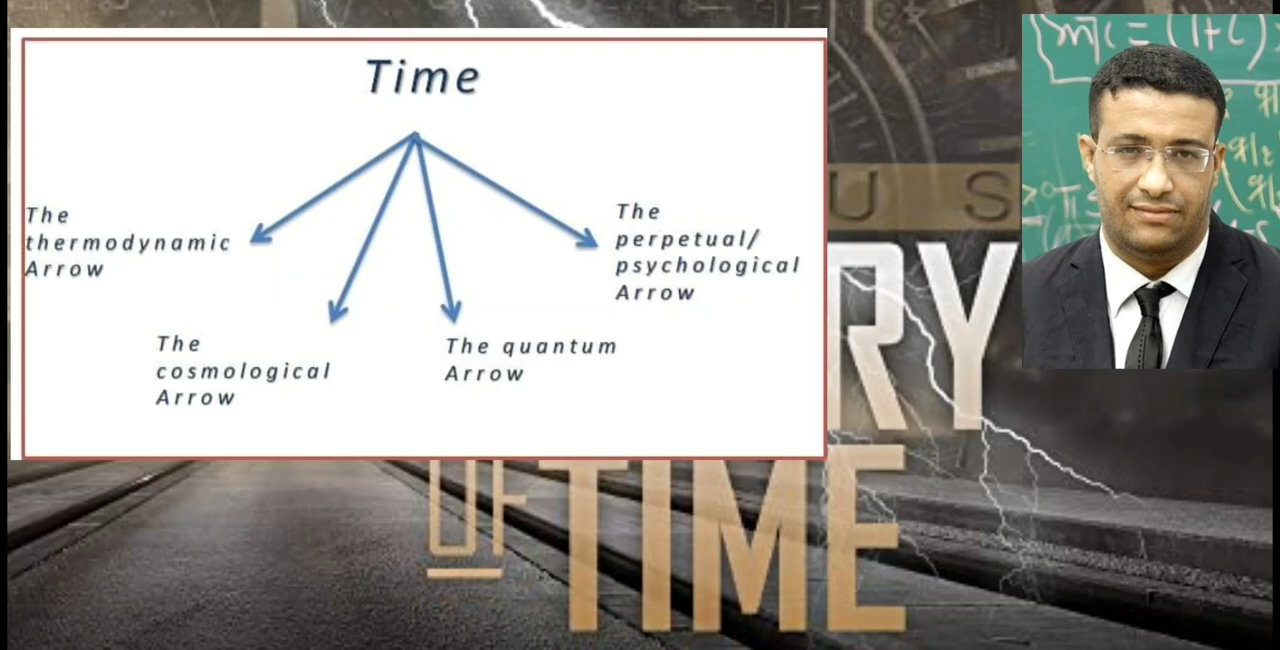 Time
The
thermodynamic
Arrow
The
cosmological
Arrow
The quantum
Arrow
The
perpetual/
psychological
Arrow
U S
RY
OF TIME